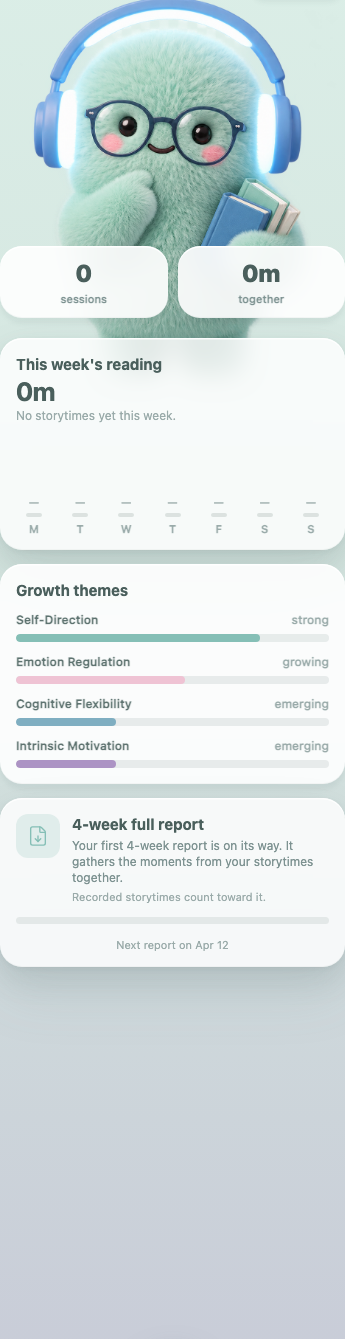 0
sessions
0m
together
This week's reading
0m
No storytimes yet this week.
M T W T F S S
Growth themes
Self-Direction strong
Emotion Regulation growing
Cognitive Flexibility emerging
Intrinsic Motivation emerging
4-week full report
Your first 4-week report is on its way. It
gathers the moments from your storytimes
together.
Recorded storytimes count toward it.
Next report on Apr 12